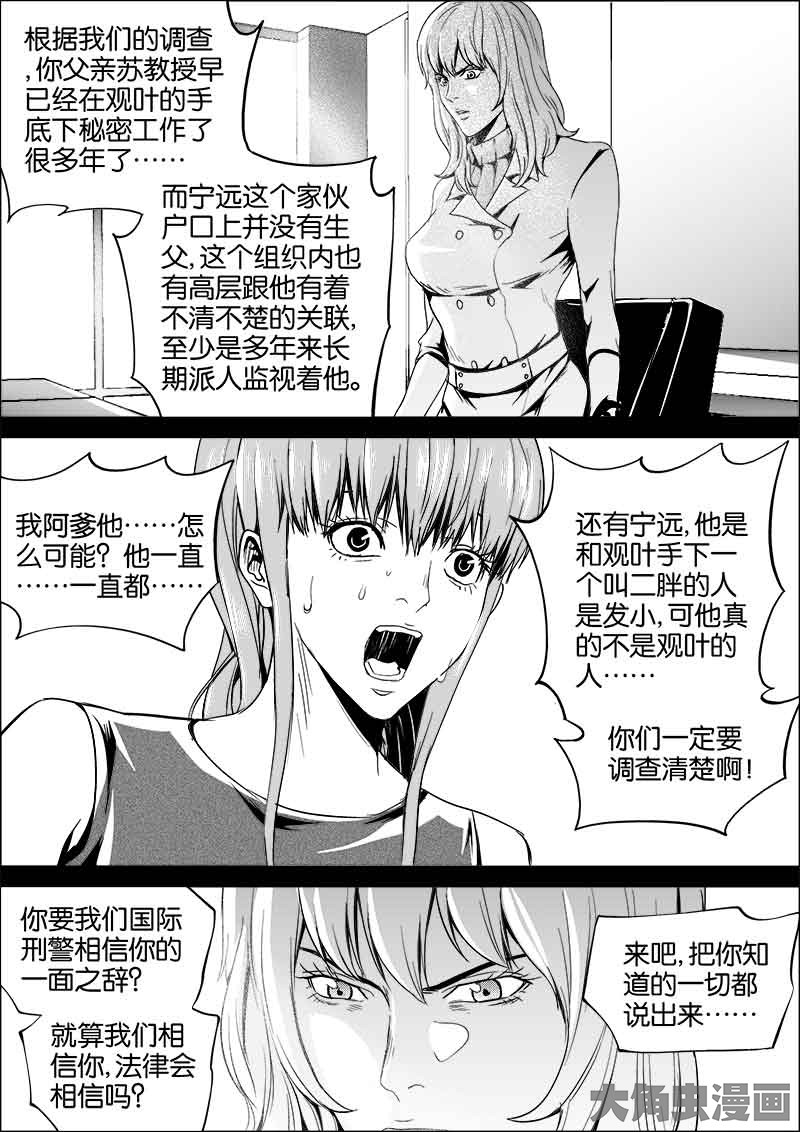 根据我们的调查
,你父亲苏教授早
已经在观叶的手
底下秘密工作了
很多年了……
而宁远这个家伙
户口上并没有生
父,这个组织内也
有高层跟他有着
不清不楚的关联,
至少是多年来长
期派人监视着他。
我阿爹他……怎
么可能?他一直
……一直都……
还有宁远,他是
和观叶手下一
个叫二胖的人
是发小,可他真
的不是观叶的
人……
你们一定要
调查清楚啊!
你要我们国际
刑警相信你的
一面之辞?
就算我们相
信你,法律会
相信吗?
来吧,把你知
道的一切都
说出来……
大角虫漫画